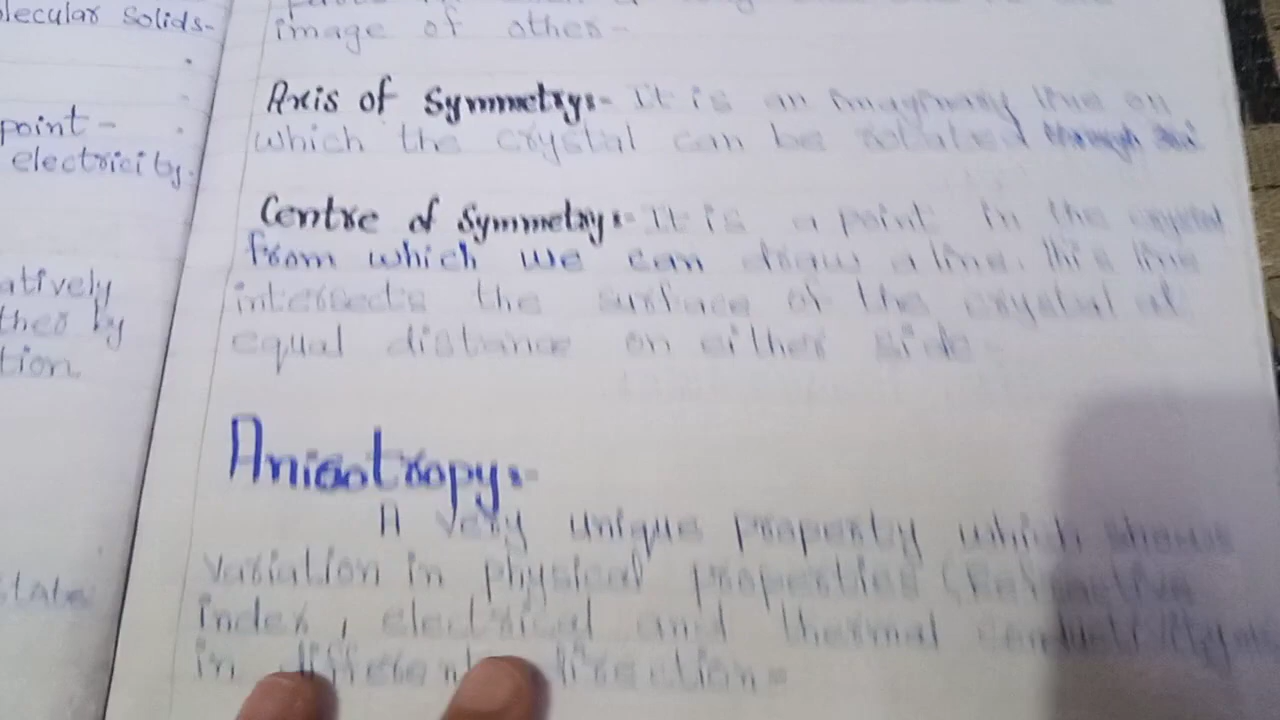 lecular solids-
point-
electricity.
atively
ther by
tion.
state
image of other-
Axis of Symmetry:- It is an imaginary line on
which the crystal can be rotated through
Centre of Symmetry:- It is a point in the crystal
from which we can draw a line. This line
intersects the surface of the crystal at
equal distance on either side-
Anisotropy:-
A very unique property which shows
variation in physical properties (Refractive
index, electrical and thermal
in different direction-